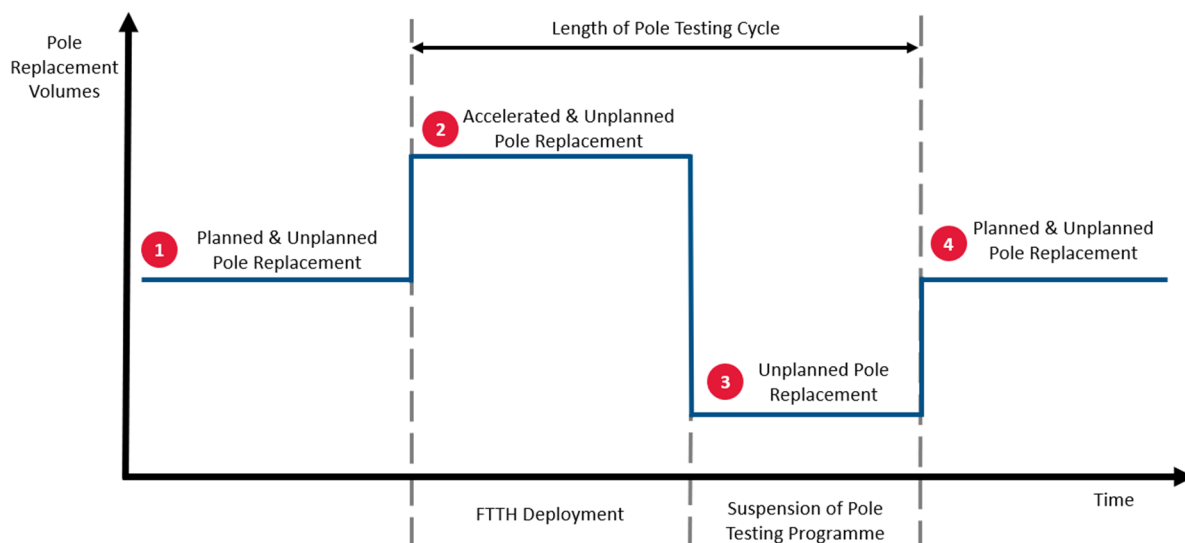 Pole
Replacement
Volumes
Length of Pole Testing Cycle
2
Accelerated & Unplanned
Pole Replacement
1
Planned & Unplanned
Pole Replacement
4
Planned & Unplanned
Pole Replacement
3
Unplanned Pole
Replacement
Time
FTTH Deployment
Suspension of Pole
Testing Programme